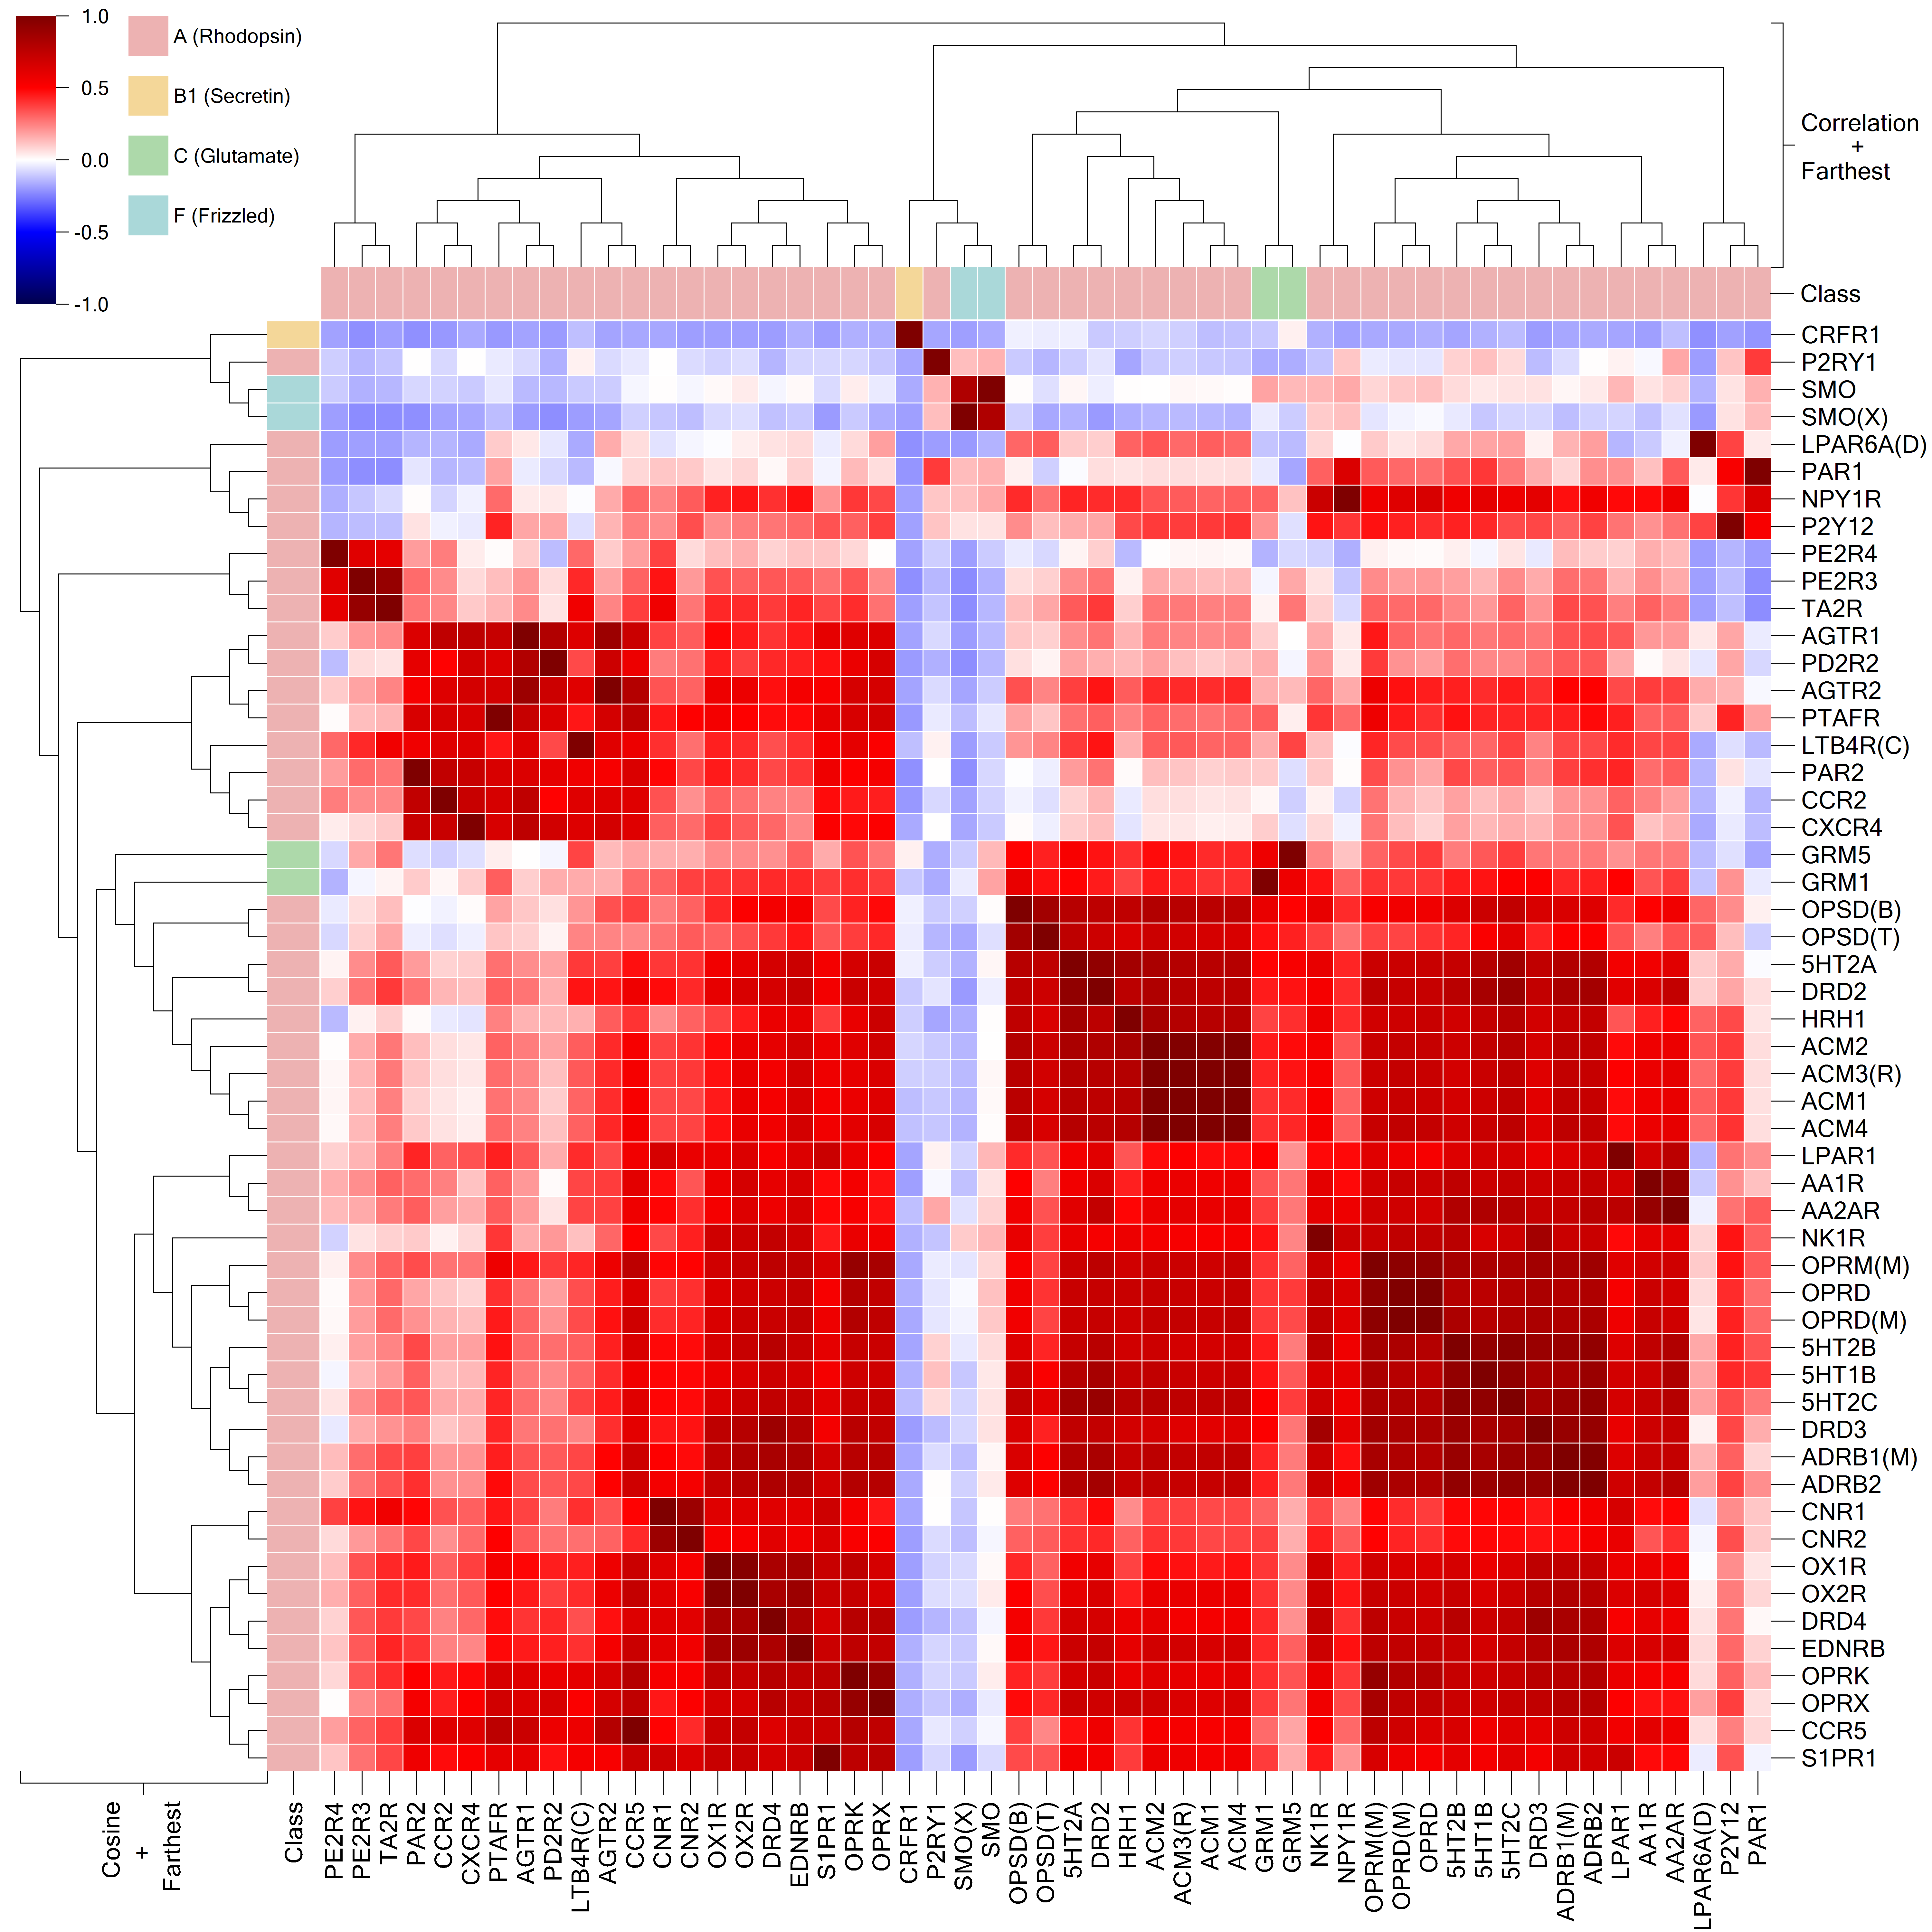 1.0
0.5
0.0
-0.5
-1.0
A (Rhodopsin)
B1 (Secretin)
C (Glutamate)
F (Frizzled)
Correlation
+
Farthest
Class
CRFR1
P2RY1
SMO
SMO(X)
LPAR6A(D)
PAR1
NPY1R
P2Y12
PE2R4
PE2R3
TA2R
AGTR1
PD2R2
AGTR2
PTAFR
LTB4R(C)
PAR2
CCR2
CXCR4
GRM5
GRM1
OPSD(B)
OPSD(T)
5HT2A
DRD2
HRH1
ACM2
ACM3(R)
ACM1
ACM4
LPAR1
AA1R
AA2AR
NK1R
OPRM(M)
OPRD
OPRD(M)
5HT2B
5HT1B
5HT2C
DRD3
ADRB1(M)
ADRB2
CNR1
CNR2
OX1R
OX2R
DRD4
EDNRB
OPRK
OPRX
CCR5
S1PR1
Cosine
+
Farthest
Class
PE2R4
PE2R3
TA2R
PAR2
CCR2
CXCR4
PTAFR
AGTR1
PD2R2
LTB4R(C)
AGTR2
CCR5
CNR1
CNR2
OX1R
OX2R
DRD4
EDNRB
S1PR1
OPRK
OPRX
CRFR1
P2RY1
SMO(X)
SMO
OPSD(B)
OPSD(T)
5HT2A
DRD2
HRH1
ACM2
ACM3(R)
ACM1
ACM4
GRM1
GRM5
NK1R
NPY1R
OPRM(M)
OPRD(M)
OPRD
5HT2B
5HT1B
5HT2C
DRD3
ADRB1(M)
ADRB2
LPAR1
AA1R
AA2AR
LPAR6A(D)
P2Y12
PAR1